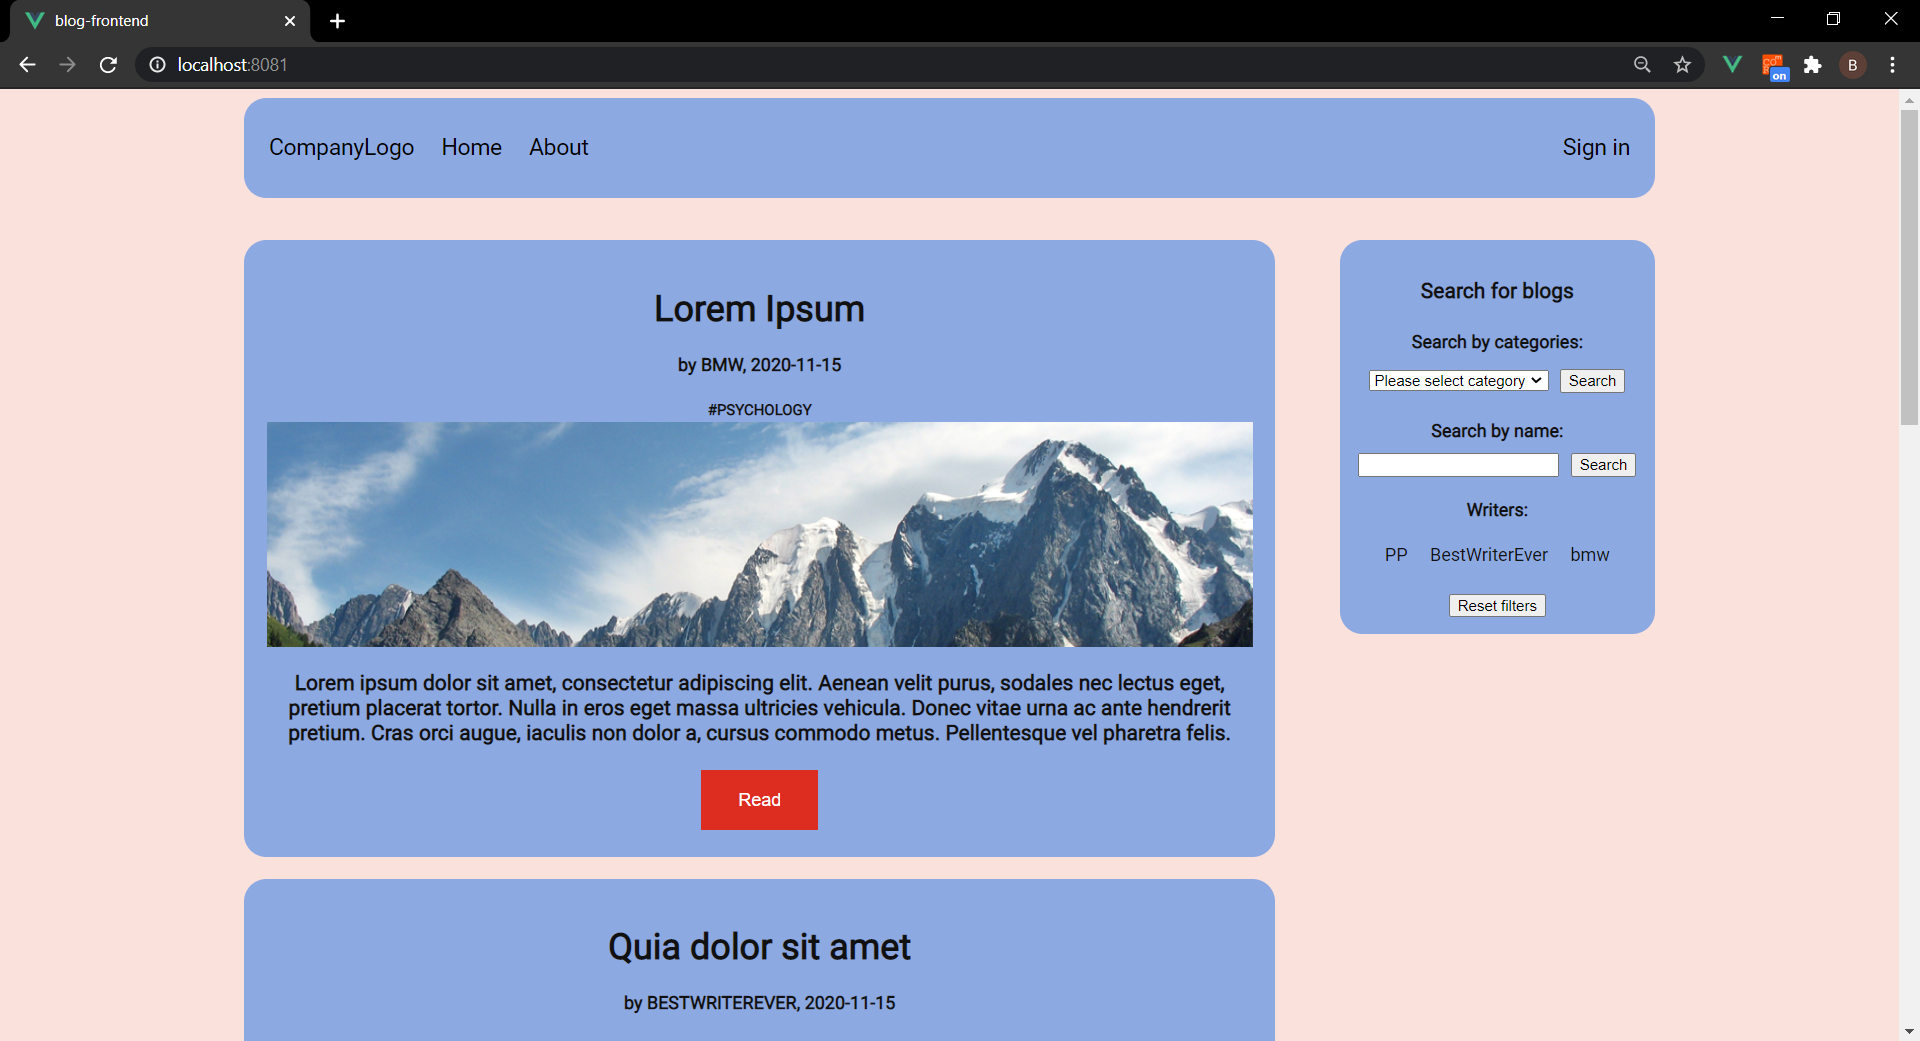 blog-frontend
localhost:8081
on
B
CompanyLogo Home About Sign in
Lorem Ipsum
by BMW, 2020-11-15
#PSYCHOLOGY
Lorem ipsum dolor sit amet, consectetur adipiscing elit. Aenean velit purus, sodales nec lectus eget,
pretium placerat tortor. Nulla in eros eget massa ultricies vehicula. Donec vitae urna ac ante hendrerit
pretium. Cras orci augue, iaculis non dolor a, cursus commodo metus. Pellentesque vel pharetra felis.
Read
Quia dolor sit amet
by BESTWRITEREVER, 2020-11-15
Search for blogs
Search by categories:
Please select category Search
Search by name:
Search
Writers:
PP BestWriterEver bmw
Reset filters